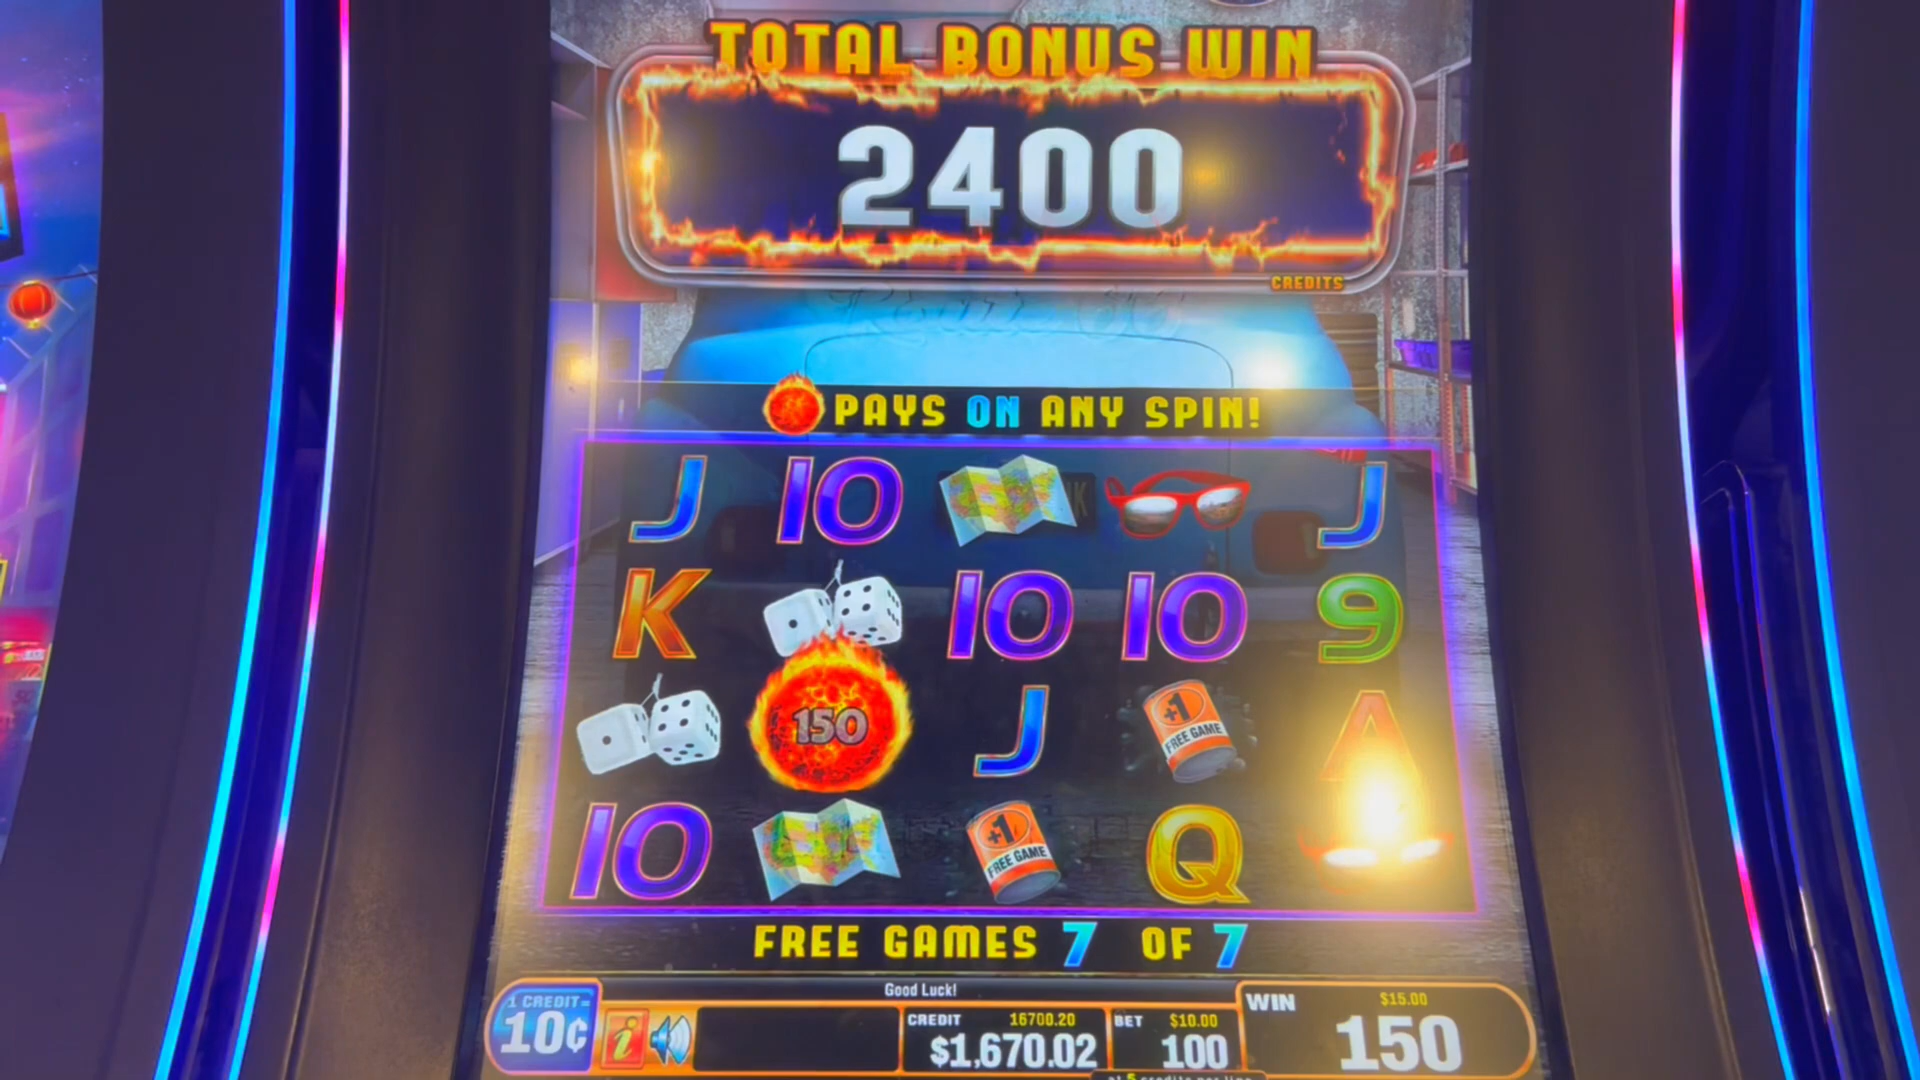 TOTAL BONUS WIN
2400
CREDITS
PAYS ON ANY SPIN!
J 10 J
K 10 10 9
150 J +1 FREE GAME A
10 +1 FREE GAME Q
FREE GAMES 7 OF 7
Good Luck!
1 CREDIT=
10¢
CREDIT 16700.20
$1,670.02
BET $10.00
100
WIN $15.00
150